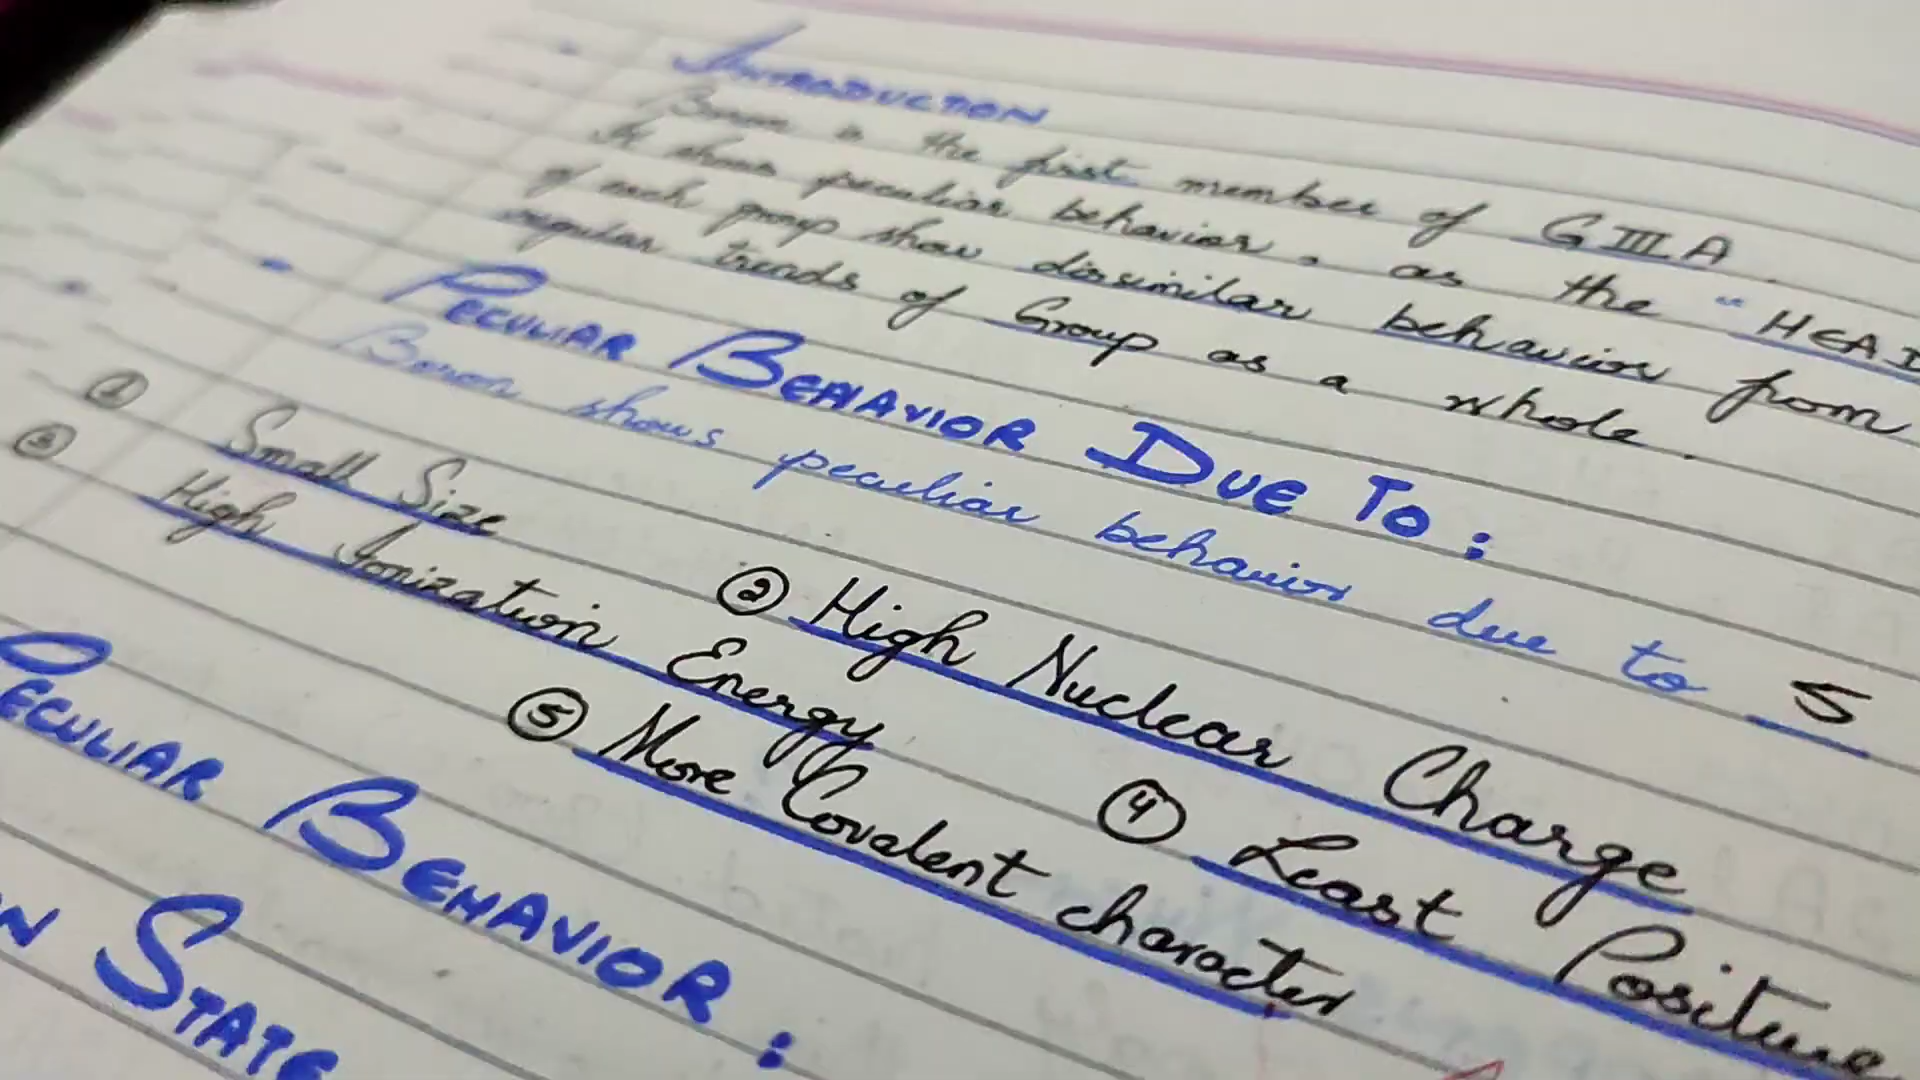 INTRODUCTION
Boron is the first member of G III A.
It shows peculiar behavior, as the "HEAD
of each group show dissimilar behavior from
regular trends of Group as a whole.
PECULIAR BEHAVIOR DUE TO:
Boron shows peculiar behavior due to 5
① Small Size ② High Nuclear Charge
③ High Ionization Energy ④ Least Positive
⑤ More Covalent character
PECULIAR BEHAVIOR:
N STATE